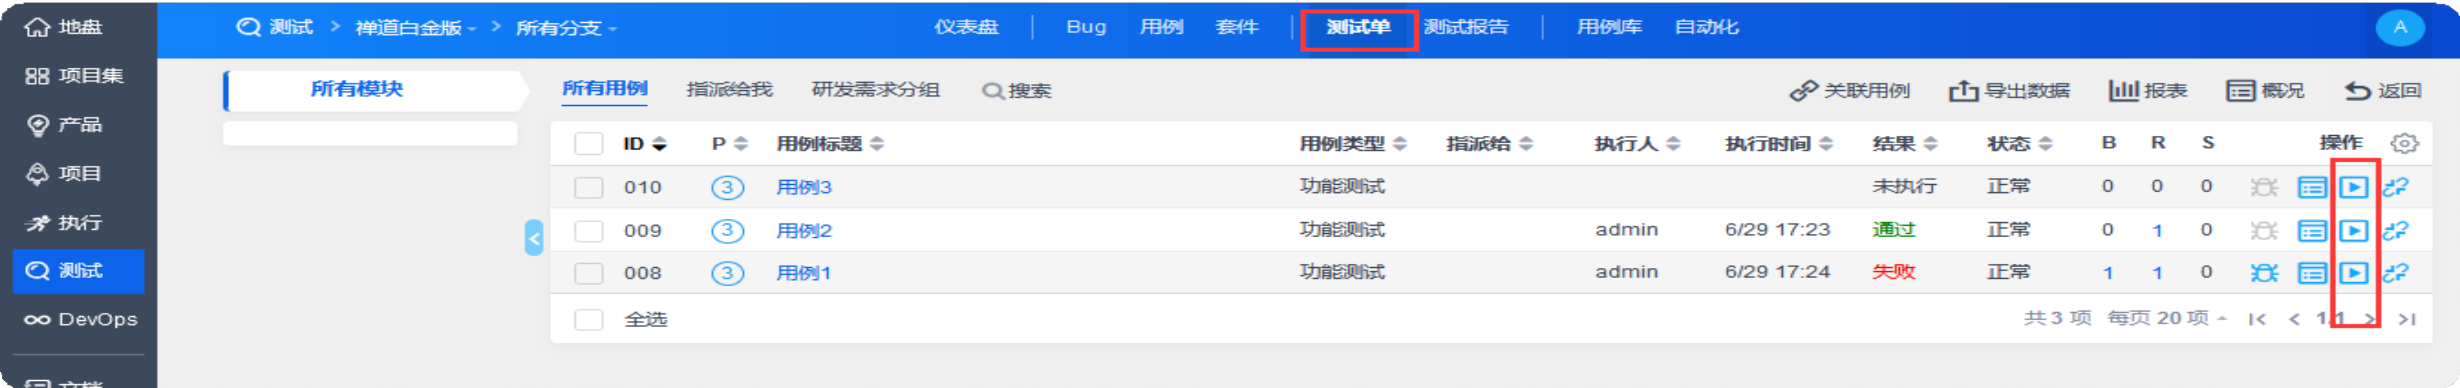 地盘
项目集
产品
项目
执行
测试
DevOps
测试 > 禅道白金版 > 所有分支
仪表盘 Bug 用例 套件 测试单 测试报告 用例库 自动化 A
所有模块
所有用例 指派给我 研发需求分组 搜索 关联用例 导出数据 报表 概况 返回
ID P 用例标题 用例类型 指派给 执行人 执行时间 结果 状态 B R S 操作
010 3 用例3 功能测试 未执行 正常 0 0 0
009 3 用例2 功能测试 admin 6/29 17:23 通过 正常 0 1 0
008 3 用例1 功能测试 admin 6/29 17:24 失败 正常 1 1 0
全选 共 3 项 每页 20 项 1/1